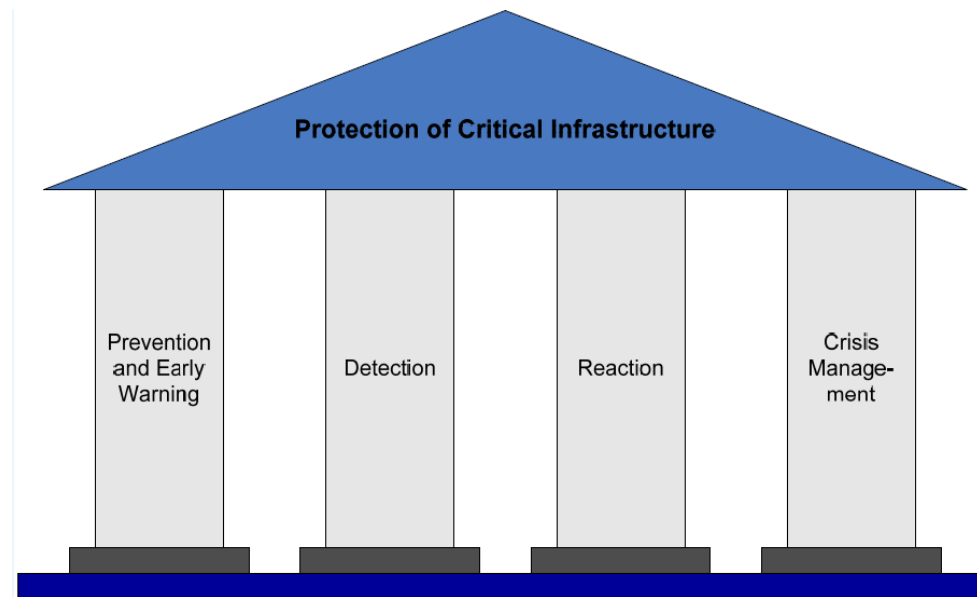 Protection of Critical Infrastructure
Prevention
and Early
Warning
Detection
Reaction
Crisis
Manage-
ment